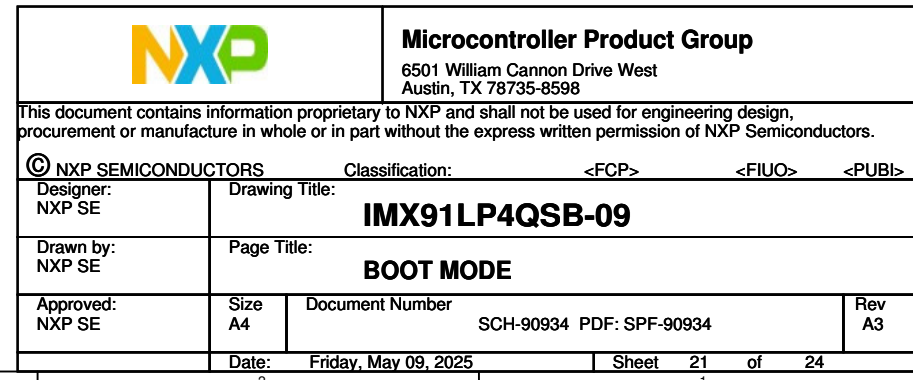 NXP
Microcontroller Product Group
6501 William Cannon Drive West
Austin, TX 78735-8598
This document contains information proprietary to NXP and shall not be used for engineering design,
procurement or manufacture in whole or in part without the express written permission of NXP Semiconductors.
© NXP SEMICONDUCTORS Classification: <FCP> <FIUO> <PUBI>
Designer:
NXP SE
Drawing Title:
IMX91LP4QSB-09
Drawn by:
NXP SE
Page Title:
BOOT MODE
Approved:
NXP SE
Size
A4
Document Number
SCH-90934 PDF: SPF-90934
Rev
A3
Date: Friday, May 09, 2025
Sheet 21 of 24